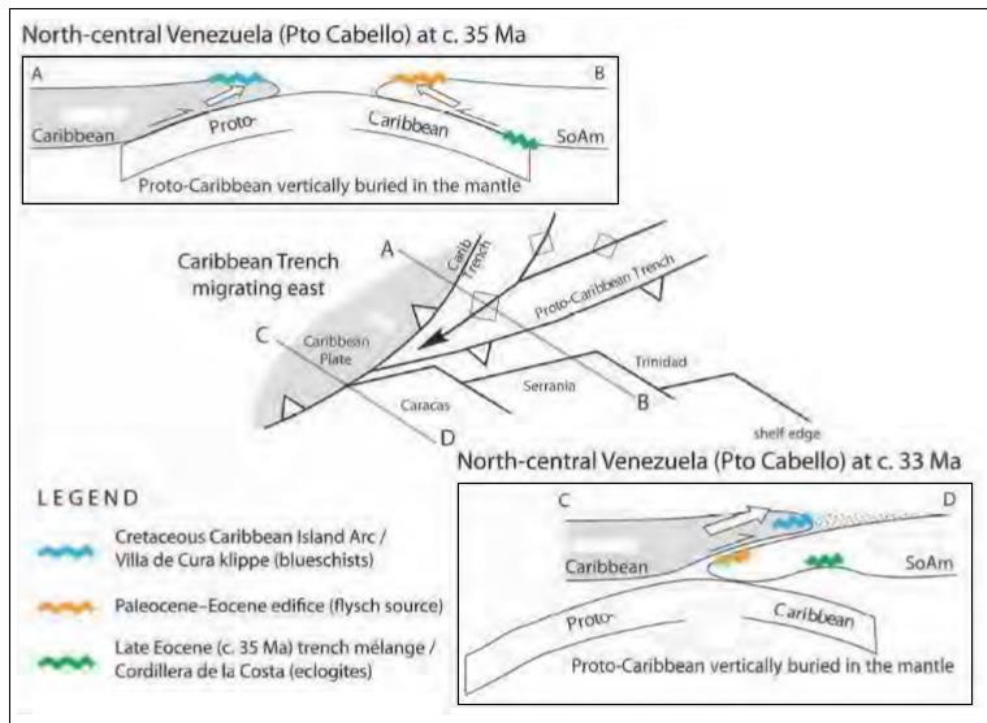 North-central Venezuela (Pto Cabello) at c. 35 Ma
A
B
Caribbean
Proto-
Caribbean
SoAm
Proto-Caribbean vertically buried in the mantle
Caribbean Trench
migrating east
A
Carib
Trench
Proto-Caribbean Trench
C
Caribbean
Plate
Trinidad
Serrania
Caracas
B
D
shelf edge
North-central Venezuela (Pto Cabello) at c. 33 Ma
LEGEND
Cretaceous Caribbean Island Arc /
Villa de Cura klippe (blueschists)
Paleocene–Eocene edifice (flysch source)
Late Eocene (c. 35 Ma) trench mélange /
Cordillera de la Costa (eclogites)
C
D
Caribbean
SoAm
Proto-
Caribbean
Proto-Caribbean vertically buried in the mantle